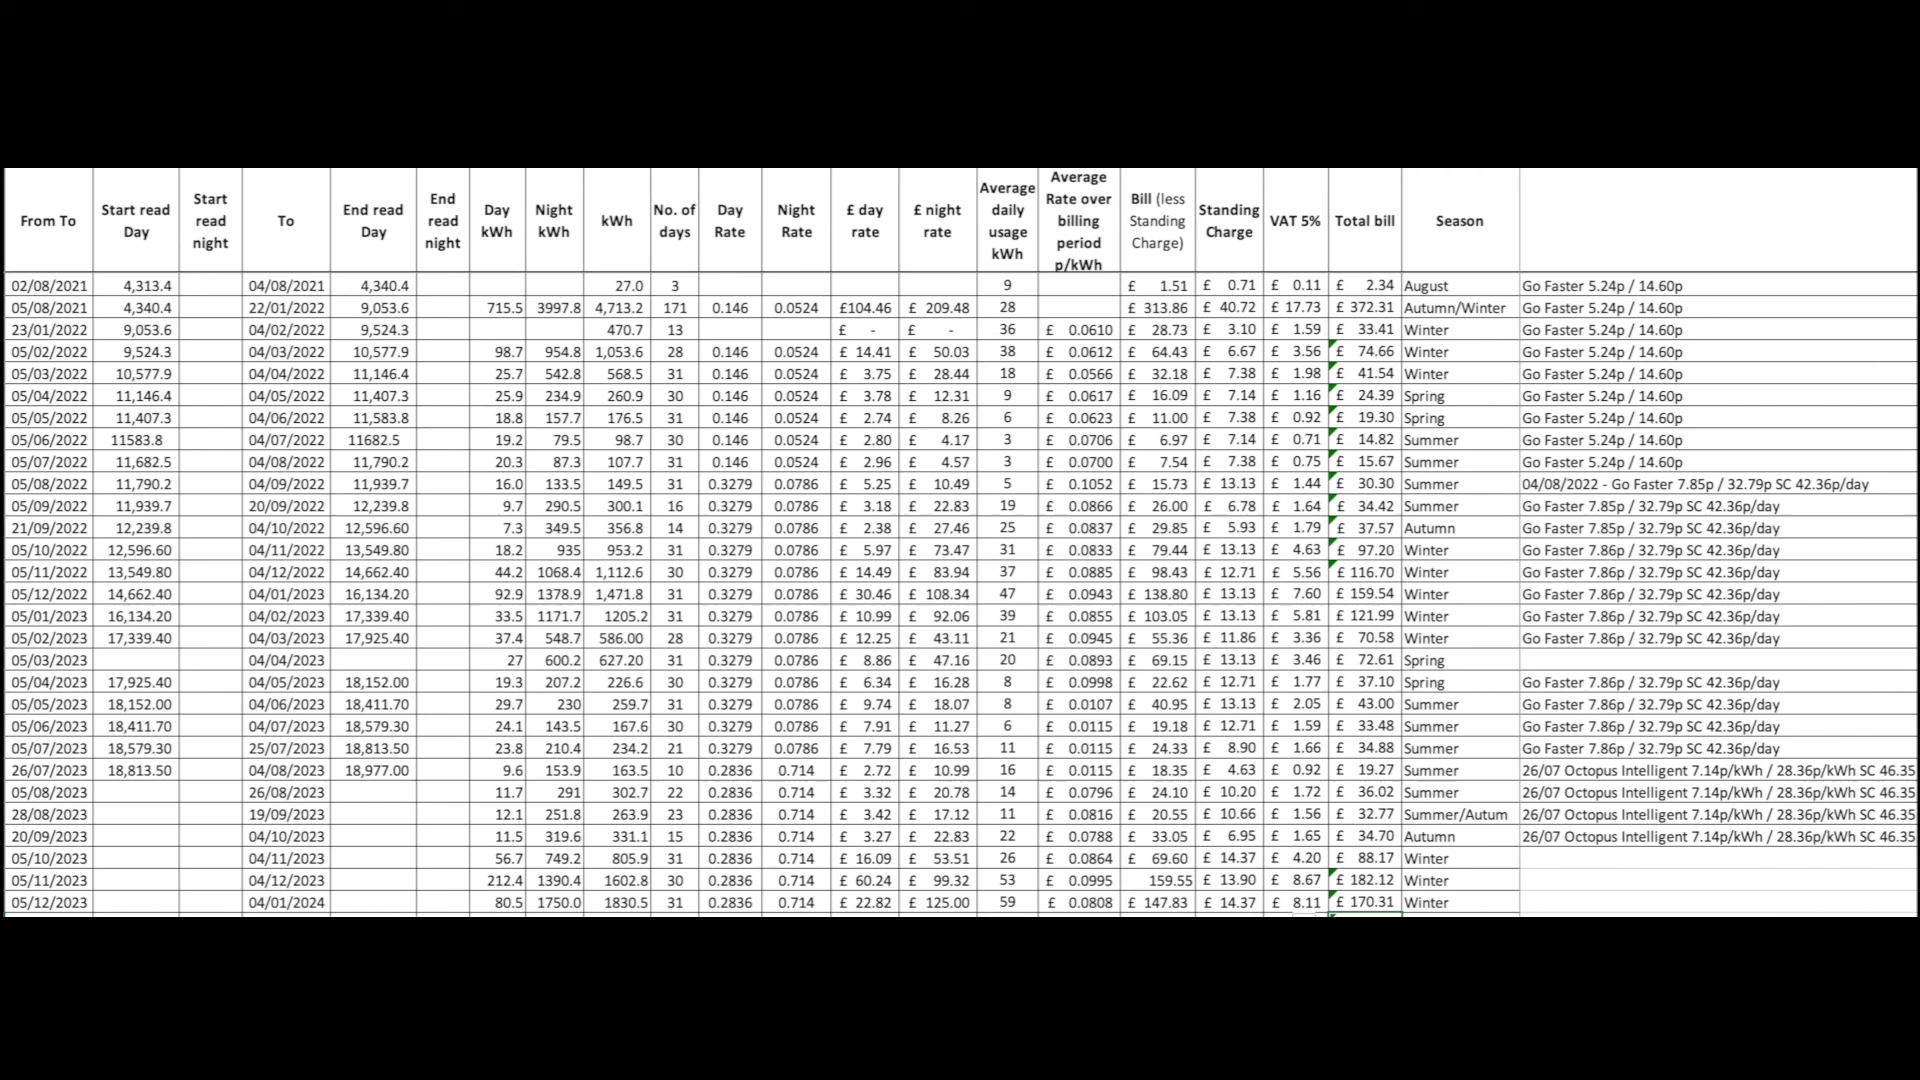 From To | Start read Day | Start read night | To | End read Day | End read night | Day kWh | Night kWh | kWh | No. of days | Day Rate | Night Rate | £ day rate | £ night rate | Average daily usage kWh | Average Rate over billing period p/kWh | Bill (less Standing Charge) | Standing Charge | VAT 5% | Total bill | Season
02/08/2021 4,313.4 04/08/2021 4,340.4 27.0 3 9 £ 1.51 £ 0.71 £ 0.11 £ 2.34 August Go Faster 5.24p / 14.60p
05/08/2021 4,340.4 22/01/2022 9,053.6 715.5 3997.8 4,713.2 171 0.146 0.0524 £104.46 £ 209.48 28 £ 313.86 £ 40.72 £ 17.73 £ 372.31 Autumn/Winter Go Faster 5.24p / 14.60p
23/01/2022 9,053.6 04/02/2022 9,524.3 470.7 13 £ - £ - 36 £ 0.0610 £ 28.73 £ 3.10 £ 1.59 £ 33.41 Winter Go Faster 5.24p / 14.60p
05/02/2022 9,524.3 04/03/2022 10,577.9 98.7 954.8 1,053.6 28 0.146 0.0524 £ 14.41 £ 50.03 38 £ 0.0612 £ 64.43 £ 6.67 £ 3.56 £ 74.66 Winter Go Faster 5.24p / 14.60p
05/03/2022 10,577.9 04/04/2022 11,146.4 25.7 542.8 568.5 31 0.146 0.0524 £ 3.75 £ 28.44 18 £ 0.0566 £ 32.18 £ 7.38 £ 1.98 £ 41.54 Winter Go Faster 5.24p / 14.60p
05/04/2022 11,146.4 04/05/2022 11,407.3 25.9 234.9 260.9 30 0.146 0.0524 £ 3.78 £ 12.31 9 £ 0.0617 £ 16.09 £ 7.14 £ 1.16 £ 24.39 Spring Go Faster 5.24p / 14.60p
05/05/2022 11,407.3 04/06/2022 11,583.8 18.8 157.7 176.5 31 0.146 0.0524 £ 2.74 £ 8.26 6 £ 0.0623 £ 11.00 £ 7.38 £ 0.92 £ 19.30 Spring Go Faster 5.24p / 14.60p
05/06/2022 11583.8 04/07/2022 11682.5 19.2 79.5 98.7 30 0.146 0.0524 £ 2.80 £ 4.17 3 £ 0.0706 £ 6.97 £ 7.14 £ 0.71 £ 14.82 Summer Go Faster 5.24p / 14.60p
05/07/2022 11,682.5 04/08/2022 11,790.2 20.3 87.3 107.7 31 0.146 0.0524 £ 2.96 £ 4.57 3 £ 0.0700 £ 7.54 £ 7.38 £ 0.75 £ 15.67 Summer Go Faster 5.24p / 14.60p
05/08/2022 11,790.2 04/09/2022 11,939.7 16.0 133.5 149.5 31 0.3279 0.0786 £ 5.25 £ 10.49 5 £ 0.1052 £ 15.73 £ 13.13 £ 1.44 £ 30.30 Summer 04/08/2022 - Go Faster 7.85p / 32.79p SC 42.36p/day
05/09/2022 11,939.7 20/09/2022 12,239.8 9.7 290.5 300.1 16 0.3279 0.0786 £ 3.18 £ 22.83 19 £ 0.0866 £ 26.00 £ 6.78 £ 1.64 £ 34.42 Summer Go Faster 7.85p / 32.79p SC 42.36p/day
21/09/2022 12,239.8 04/10/2022 12,596.60 7.3 349.5 356.8 14 0.3279 0.0786 £ 2.38 £ 27.46 25 £ 0.0837 £ 29.85 £ 5.93 £ 1.79 £ 37.57 Autumn Go Faster 7.85p / 32.79p SC 42.36p/day
05/10/2022 12,596.60 04/11/2022 13,549.80 18.2 935 953.2 31 0.3279 0.0786 £ 5.97 £ 73.47 31 £ 0.0833 £ 79.44 £ 13.13 £ 4.63 £ 97.20 Winter Go Faster 7.86p / 32.79p SC 42.36p/day
05/11/2022 13,549.80 04/12/2022 14,662.40 44.2 1068.4 1,112.6 30 0.3279 0.0786 £ 14.49 £ 83.94 37 £ 0.0885 £ 98.43 £ 12.71 £ 5.56 £ 116.70 Winter Go Faster 7.86p / 32.79p SC 42.36p/day
05/12/2022 14,662.40 04/01/2023 16,134.20 92.9 1378.9 1,471.8 31 0.3279 0.0786 £ 30.46 £ 108.34 47 £ 0.0943 £ 138.80 £ 13.13 £ 7.60 £ 159.54 Winter Go Faster 7.86p / 32.79p SC 42.36p/day
05/01/2023 16,134.20 04/02/2023 17,339.40 33.5 1171.7 1205.2 31 0.3279 0.0786 £ 10.99 £ 92.06 39 £ 0.0855 £ 103.05 £ 13.13 £ 5.81 £ 121.99 Winter Go Faster 7.86p / 32.79p SC 42.36p/day
05/02/2023 17,339.40 04/03/2023 17,925.40 37.4 548.7 586.00 28 0.3279 0.0786 £ 12.25 £ 43.11 21 £ 0.0945 £ 55.36 £ 11.86 £ 3.36 £ 70.58 Winter Go Faster 7.86p / 32.79p SC 42.36p/day
05/03/2023 04/04/2023 27 600.2 627.20 31 0.3279 0.0786 £ 8.86 £ 47.16 20 £ 0.0893 £ 69.15 £ 13.13 £ 3.46 £ 72.61 Spring
05/04/2023 17,925.40 04/05/2023 18,152.00 19.3 207.2 226.6 30 0.3279 0.0786 £ 6.34 £ 16.28 8 £ 0.0998 £ 22.62 £ 12.71 £ 1.77 £ 37.10 Spring Go Faster 7.86p / 32.79p SC 42.36p/day
05/05/2023 18,152.00 04/06/2023 18,411.70 29.7 230 259.7 31 0.3279 0.0786 £ 9.74 £ 18.07 8 £ 0.0107 £ 40.95 £ 13.13 £ 2.05 £ 43.00 Summer Go Faster 7.86p / 32.79p SC 42.36p/day
05/06/2023 18,411.70 04/07/2023 18,579.30 24.1 143.5 167.6 30 0.3279 0.0786 £ 7.91 £ 11.27 6 £ 0.0115 £ 19.18 £ 12.71 £ 1.59 £ 33.48 Summer Go Faster 7.86p / 32.79p SC 42.36p/day
05/07/2023 18,579.30 25/07/2023 18,813.50 23.8 210.4 234.2 21 0.3279 0.0786 £ 7.79 £ 16.53 11 £ 0.0115 £ 24.33 £ 8.90 £ 1.66 £ 34.88 Summer Go Faster 7.86p / 32.79p SC 42.36p/day
26/07/2023 18,813.50 04/08/2023 18,977.00 9.6 153.9 163.5 10 0.2836 0.714 £ 2.72 £ 10.99 16 £ 0.0115 £ 18.35 £ 4.63 £ 0.92 £ 19.27 Summer 26/07 Octopus Intelligent 7.14p/kWh / 28.36p/kWh SC 46.35
05/08/2023 26/08/2023 11.7 291 302.7 22 0.2836 0.714 £ 3.32 £ 20.78 14 £ 0.0796 £ 24.10 £ 10.20 £ 1.72 £ 36.02 Summer 26/07 Octopus Intelligent 7.14p/kWh / 28.36p/kWh SC 46.35
28/08/2023 19/09/2023 12.1 251.8 263.9 23 0.2836 0.714 £ 3.42 £ 17.12 11 £ 0.0816 £ 20.55 £ 10.66 £ 1.56 £ 32.77 Summer/Autum 26/07 Octopus Intelligent 7.14p/kWh / 28.36p/kWh SC 46.35
20/09/2023 04/10/2023 11.5 319.6 331.1 15 0.2836 0.714 £ 3.27 £ 22.83 22 £ 0.0788 £ 33.05 £ 6.95 £ 1.65 £ 34.70 Autumn 26/07 Octopus Intelligent 7.14p/kWh / 28.36p/kWh SC 46.35
05/10/2023 04/11/2023 56.7 749.2 805.9 31 0.2836 0.714 £ 16.09 £ 53.51 26 £ 0.0864 £ 69.60 £ 14.37 £ 4.20 £ 88.17 Winter
05/11/2023 04/12/2023 212.4 1390.4 1602.8 30 0.2836 0.714 £ 60.24 £ 99.32 53 £ 0.0995 159.55 £ 13.90 £ 8.67 £ 182.12 Winter
05/12/2023 04/01/2024 80.5 1750.0 1830.5 31 0.2836 0.714 £ 22.82 £ 125.00 59 £ 0.0808 £ 147.83 £ 14.37 £ 8.11 £ 170.31 Winter